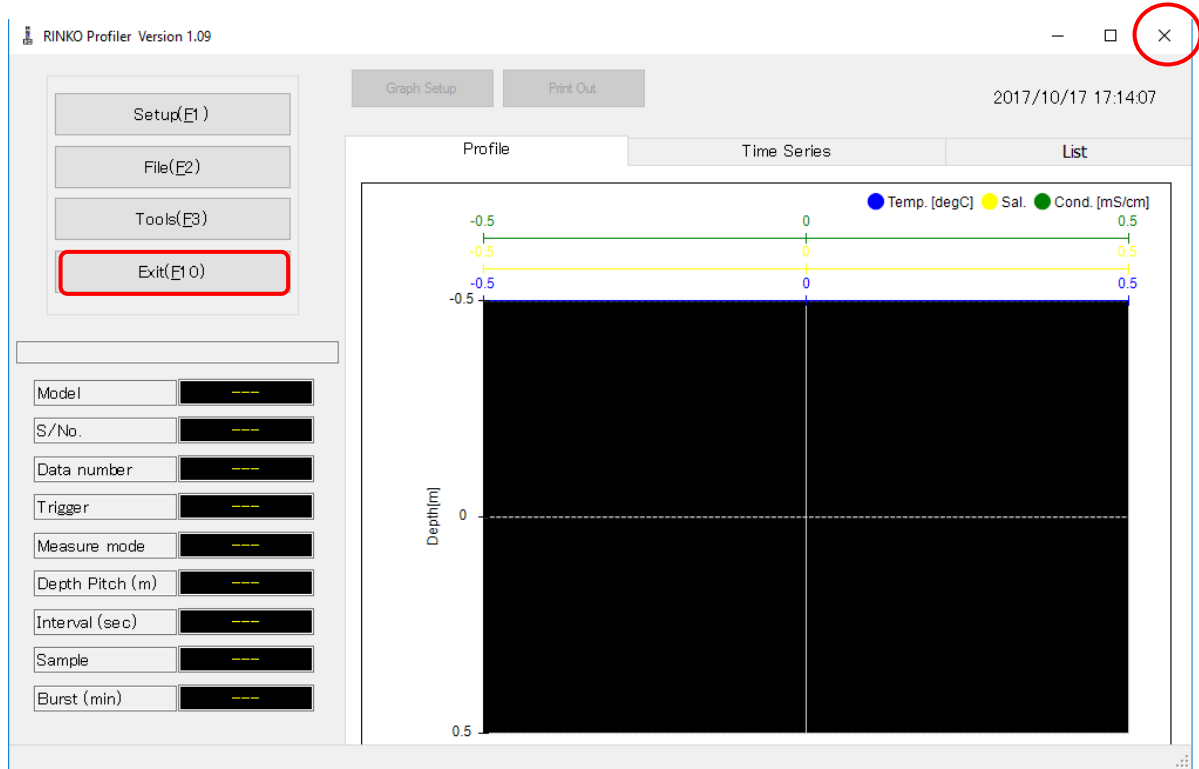 RINKO Profiler Version 1.09
Setup(F1)
File(F2)
Tools(F3)
Exit(F10)
Graph Setup
Print Out
2017/10/17 17:14:07
Profile
Time Series
List
Temp. [degC] Sal. Cond. [mS/cm]
-0.5 0 0.5
-0.5 0 0.5
-0.5 0 0.5
-0.5
Depth[m]
0
0.5
Model ---
S/No. ---
Data number ---
Trigger ---
Measure mode ---
Depth Pitch (m) ---
Interval (sec) ---
Sample ---
Burst (min) ---